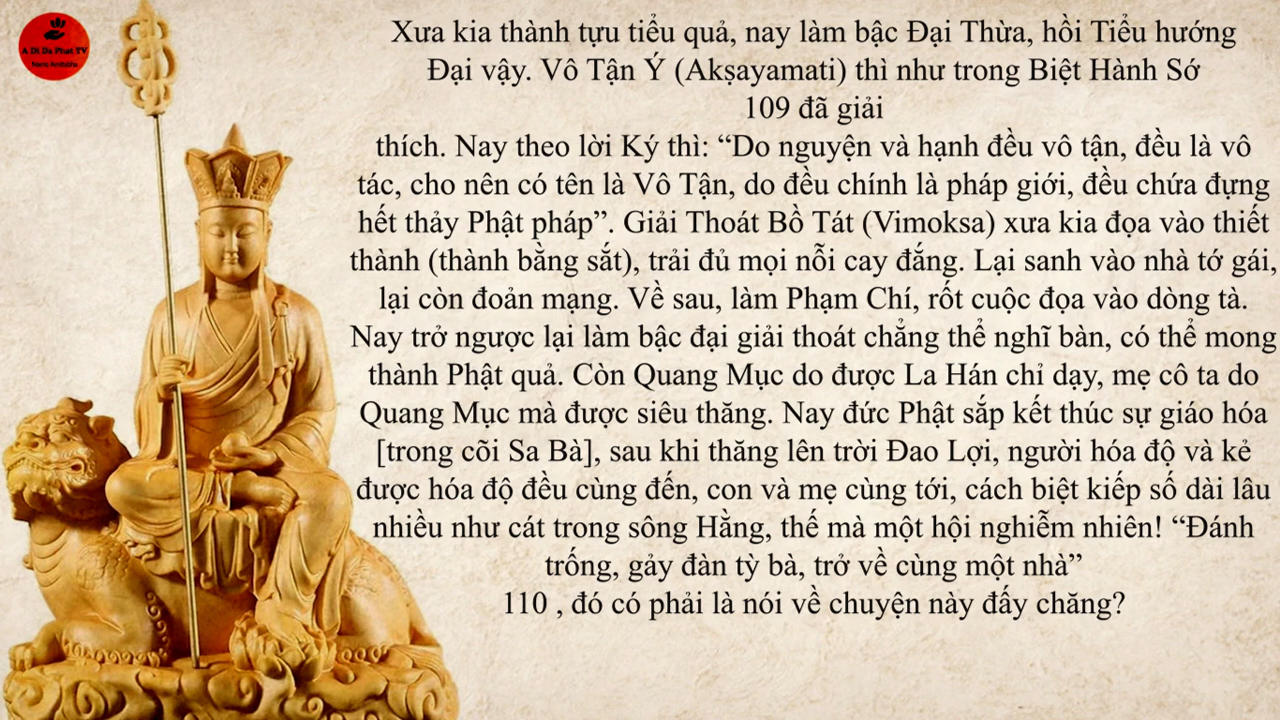 A Di Da Phat TV
Namo Amitabha
Xưa kia thành tựu tiểu quả, nay làm bậc Đại Thừa, hồi Tiểu hướng
Đại vậy. Vô Tận Ý (Akṣayamati) thì như trong Biệt Hành Sớ
109 đã giải
thích. Nay theo lời Ký thì: “Do nguyện và hạnh đều vô tận, đều là vô
tác, cho nên có tên là Vô Tận, do đều chính là pháp giới, đều chứa đựng
hết thảy Phật pháp”. Giải Thoát Bồ Tát (Vimoksa) xưa kia đọa vào thiết
thành (thành bằng sắt), trải đủ mọi nỗi cay đắng. Lại sanh vào nhà tớ gái,
lại còn đoản mạng. Về sau, làm Phạm Chí, rốt cuộc đọa vào dòng tà.
Nay trở ngược lại làm bậc đại giải thoát chẳng thể nghĩ bàn, có thể mong
thành Phật quả. Còn Quang Mục do được La Hán chỉ dạy, mẹ cô ta do
Quang Mục mà được siêu thăng. Nay đức Phật sắp kết thúc sự giáo hóa
[trong cõi Sa Bà], sau khi thăng lên trời Đao Lợi, người hóa độ và kẻ
được hóa độ đều cùng đến, con và mẹ cùng tới, cách biệt kiếp số dài lâu
nhiều như cát trong sông Hằng, thế mà một hội nghiễm nhiên! “Đánh
trống, gảy đàn tỳ bà, trở về cùng một nhà”
110 , đó có phải là nói về chuyện này đấy chăng?